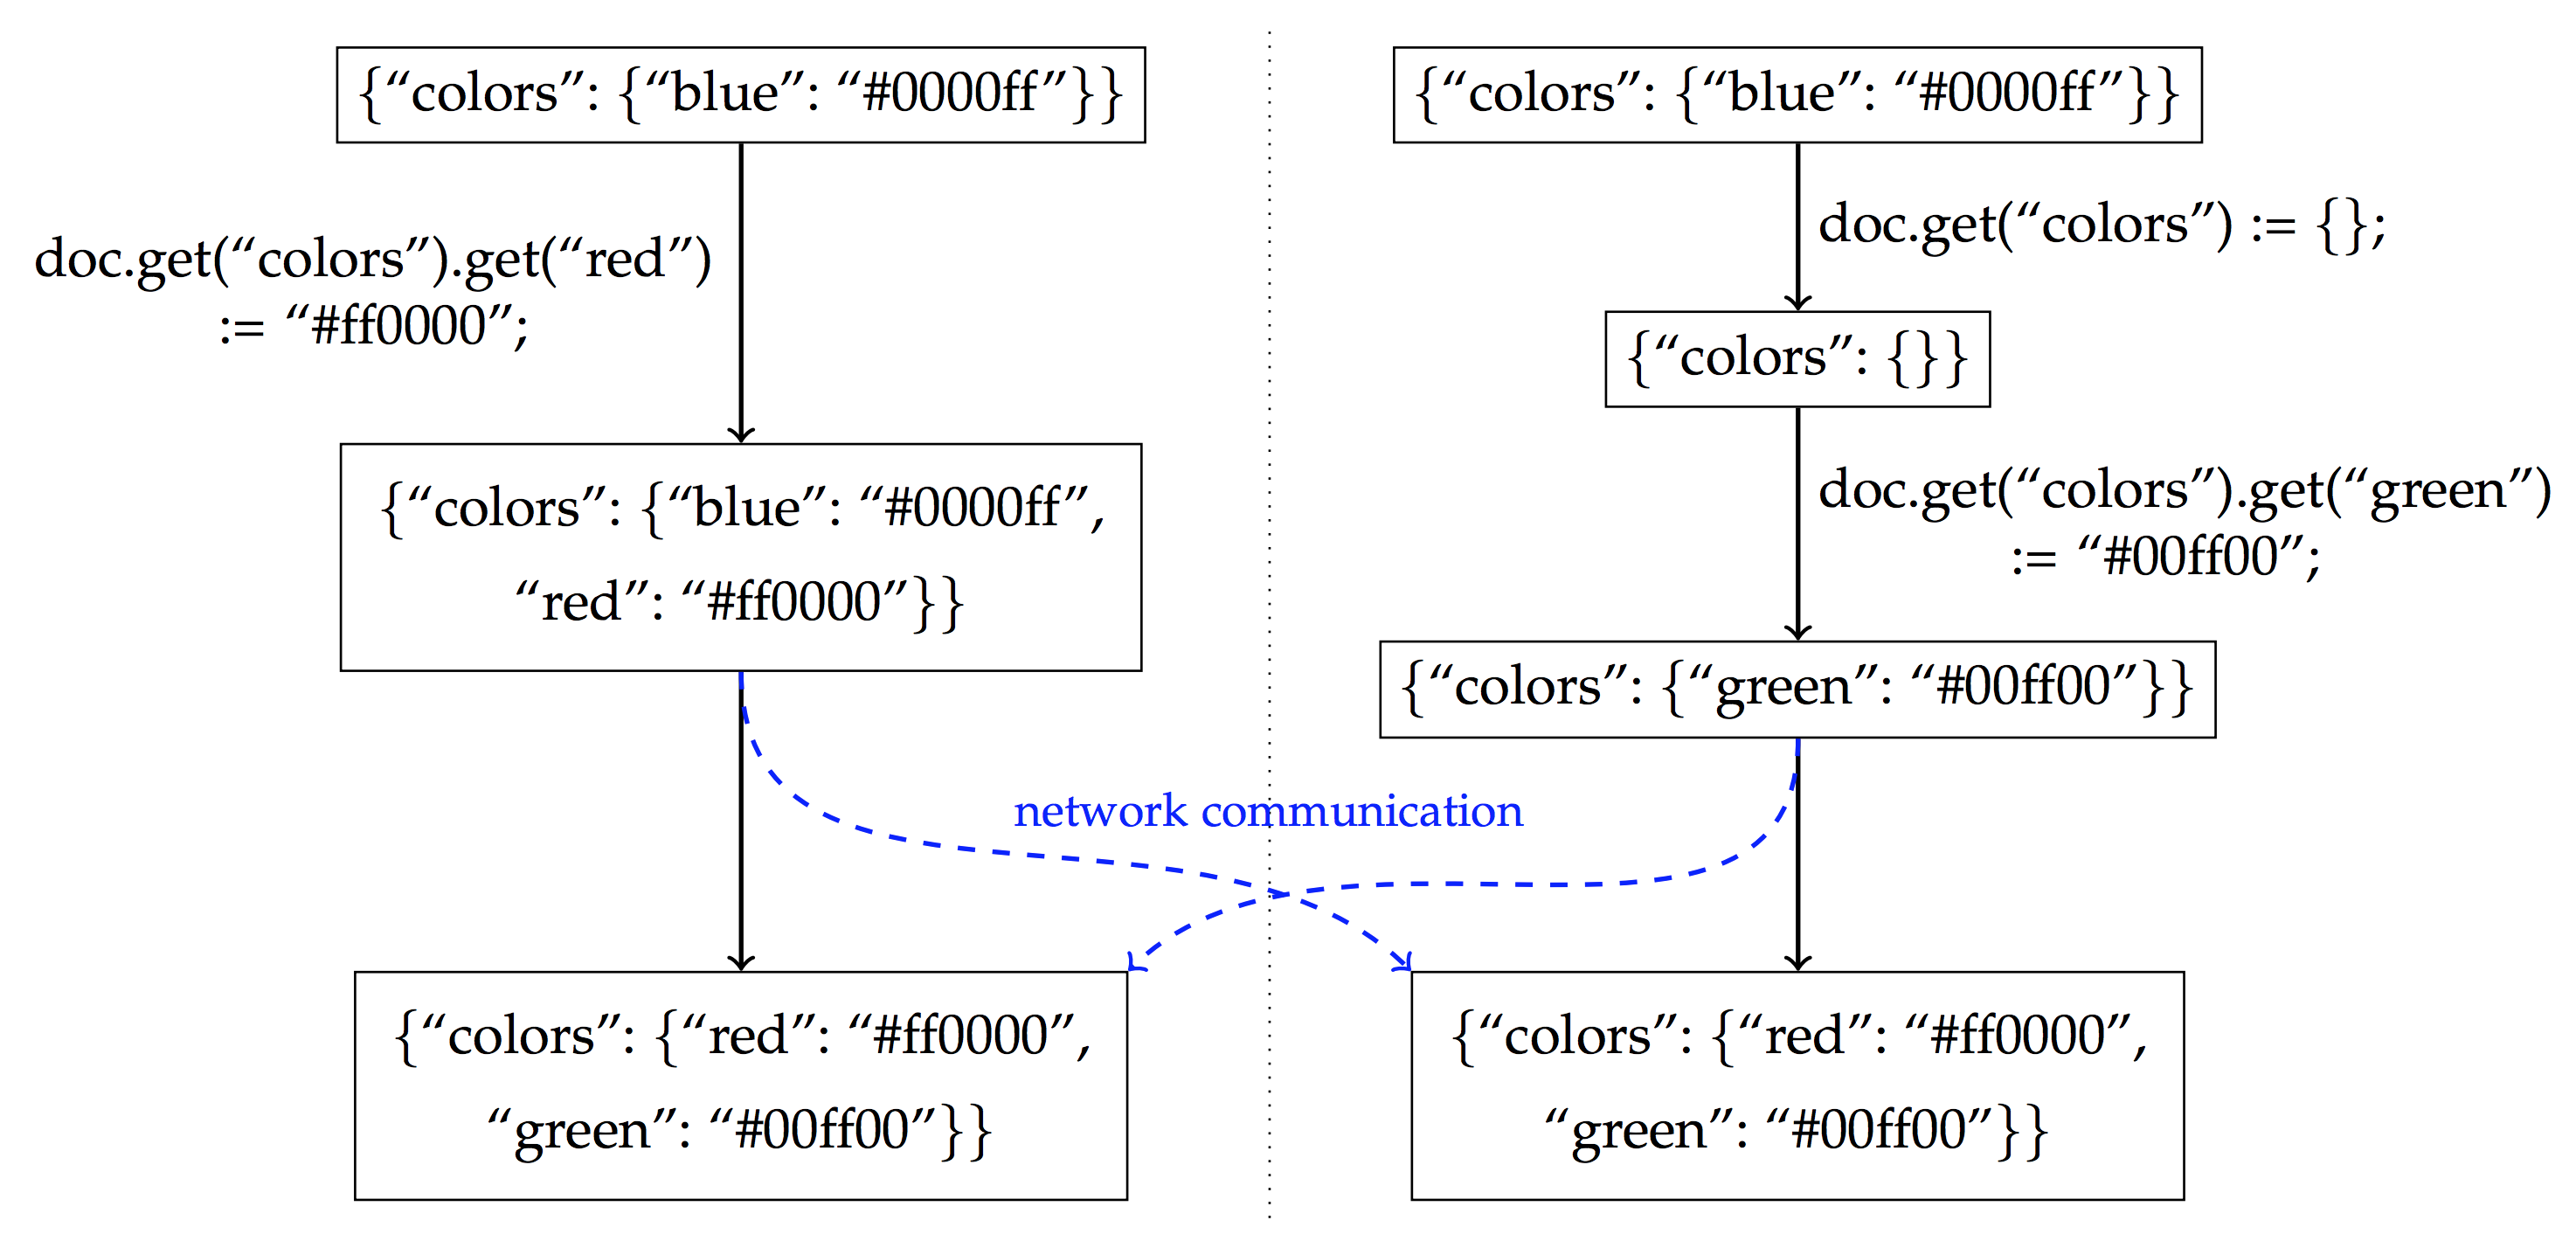 {“colors”: {“blue”: “#0000ff”}}
doc.get(“colors”).get(“red”)
:= “#ff0000”;
{“colors”: {“blue”: “#0000ff”,
“red”: “#ff0000”}}
{“colors”: {“blue”: “#0000ff”}}
doc.get(“colors”) := {};
{“colors”: {}}
doc.get(“colors”).get(“green”)
:= “#00ff00”;
{“colors”: {“green”: “#00ff00”}}
network communication
{“colors”: {“red”: “#ff0000”,
“green”: “#00ff00”}}
{“colors”: {“red”: “#ff0000”,
“green”: “#00ff00”}}